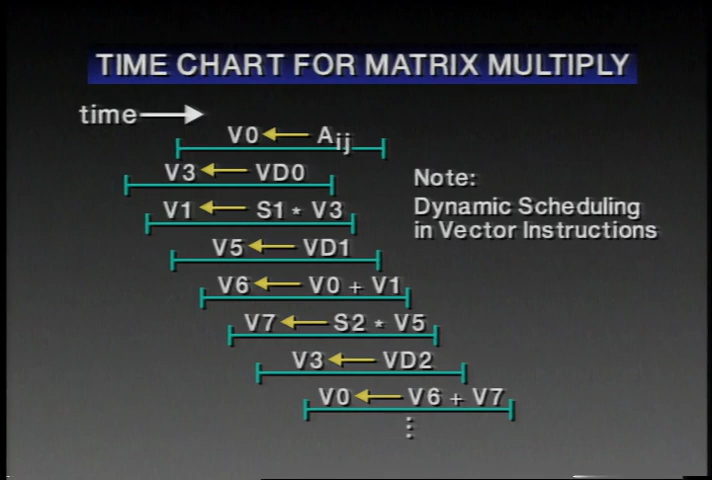 TIME CHART FOR MATRIX MULTIPLY
time
V0 ← Aij
V3 ← VD0
V1 ← S1 * V3
V5 ← VD1
V6 ← V0 + V1
V7 ← S2 * V5
V3 ← VD2
V0 ← V6 + V7
⋮
Note:
Dynamic Scheduling
in Vector Instructions